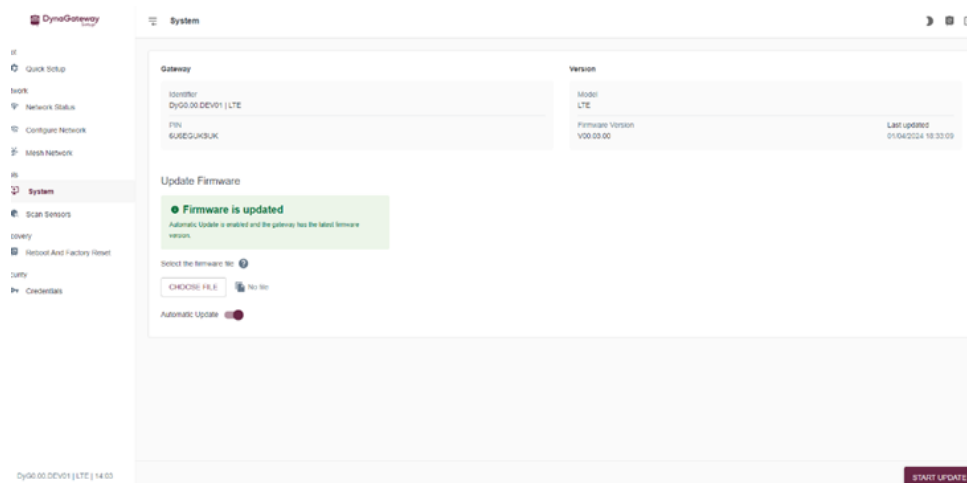 DynaGateway
System
Quick Setup
Network Status
Configure Network
Mesh Network
System
Scan Sensors
Reboot And Factory Reset
Credentials
DyG0.00.DEV01 | LTE | 14:03
Gateway
Identifier
DyG0.00.DEV01 | LTE
PIN
Version
Model
LTE
Firmware Version
V00.00.00
Last updated
01/04/2024 18:33:09
Update Firmware
Firmware is updated
Automatic Update is enabled and the gateway has the latest firmware
version.
Select the firmware file
CHOOSE FILE
No file
Automatic Update
START UPDATE